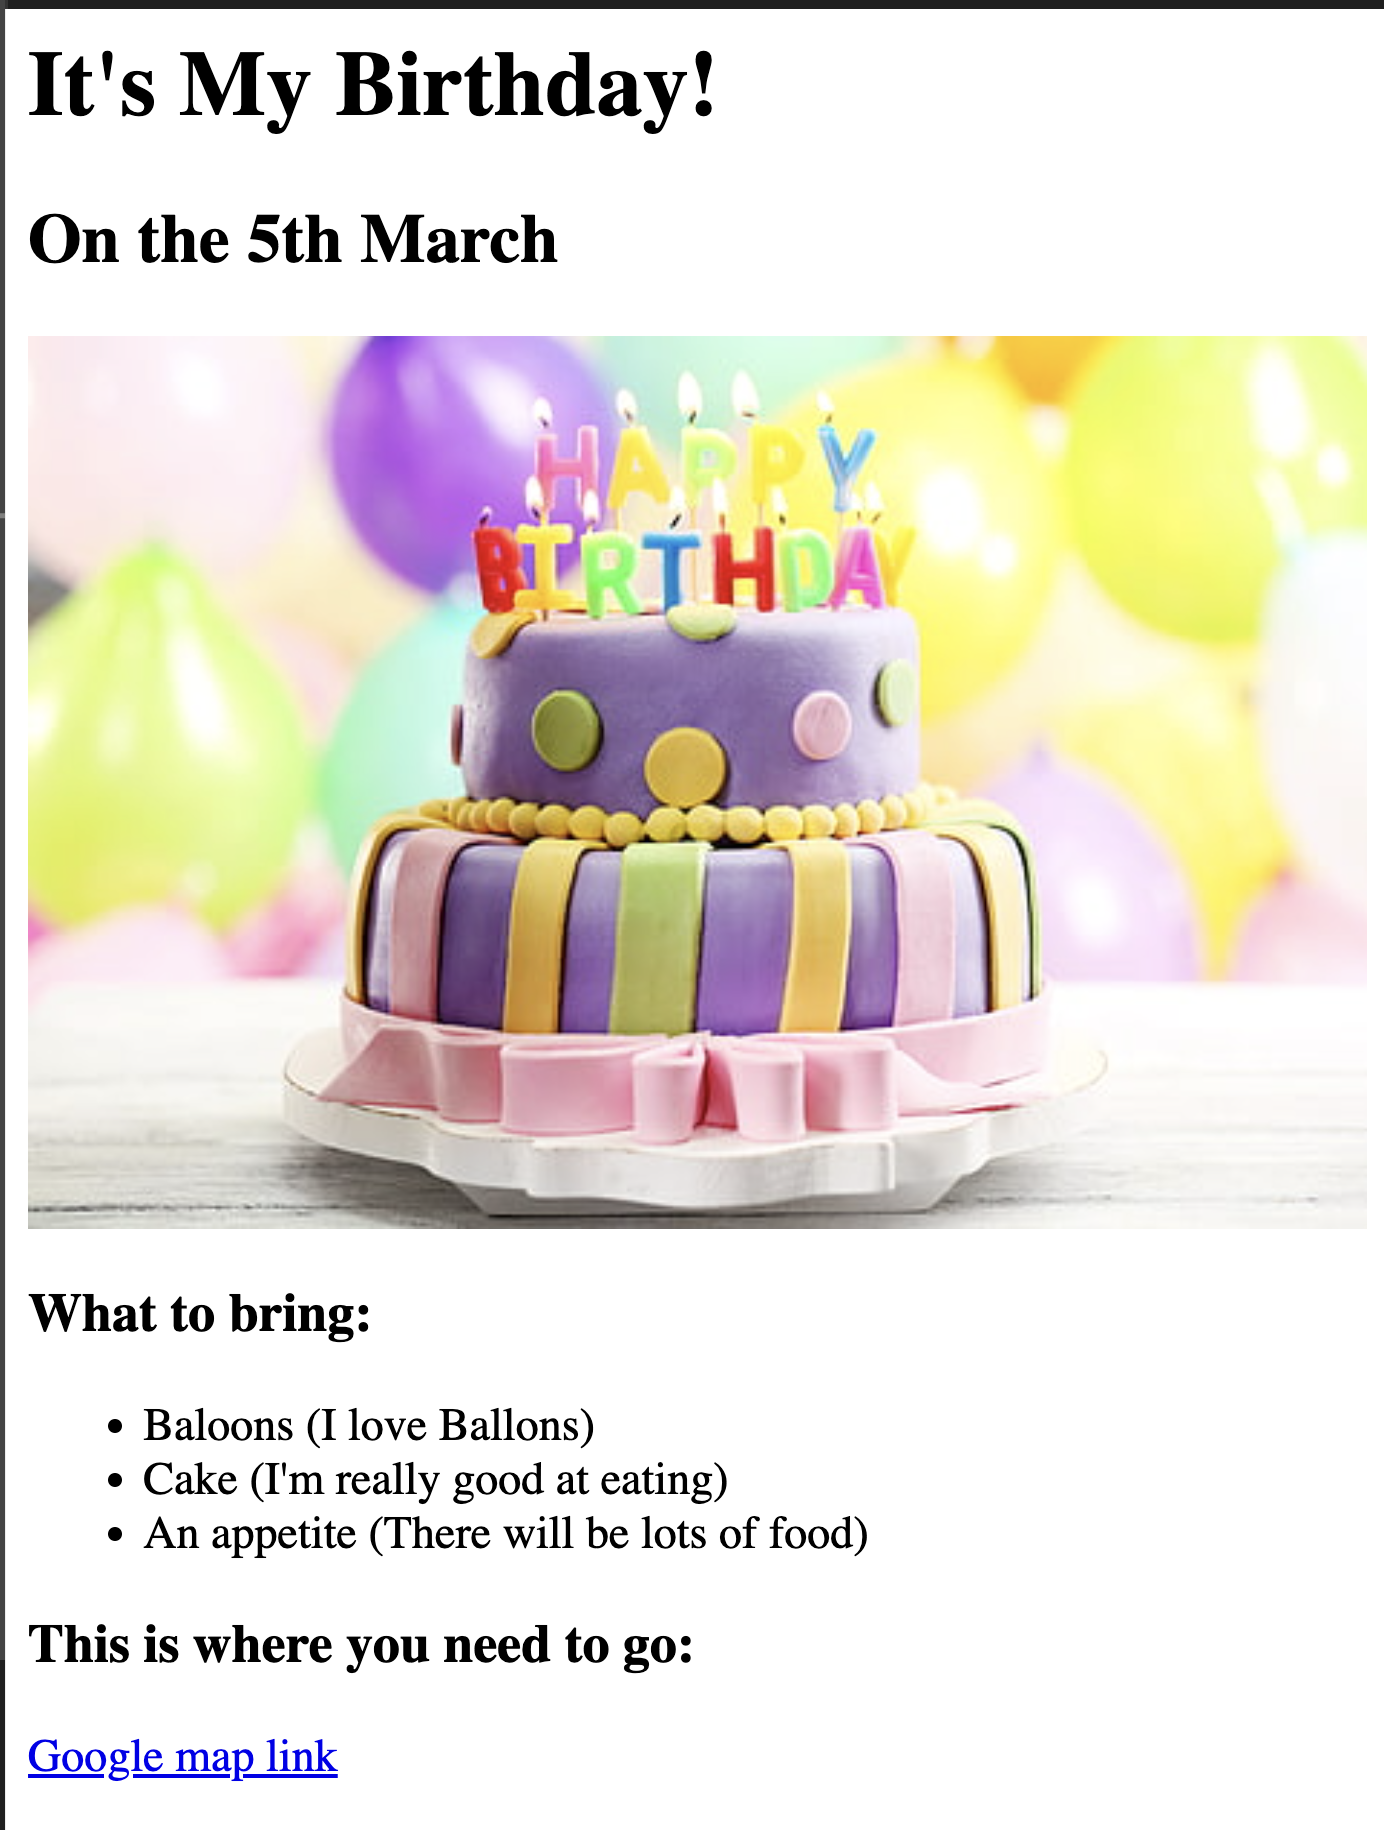 It's My Birthday!
On the 5th March
HAPPY
BIRTHDAY
What to bring:
Baloons (I love Ballons)
Cake (I'm really good at eating)
An appetite (There will be lots of food)
This is where you need to go:
Google map link